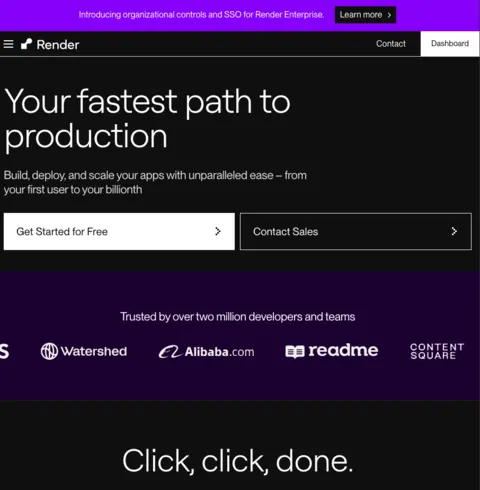 Introducing organizational controls and SSO for Render Enterprise. Learn more
Render Contact Dashboard
Your fastest path to
production
Build, deploy, and scale your apps with unparalleled ease – from
your first user to your billionth
Get Started for Free
Contact Sales
Trusted by over two million developers and teams
S
Watershed
Alibaba.com
readme
CONTENT
SQUARE
Click, click, done.